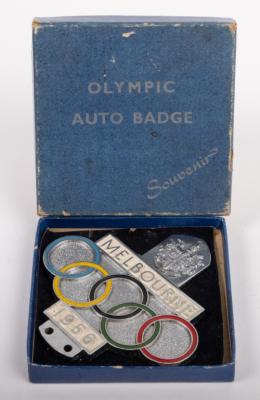 OLYMPIC
AUTO BADGE
Souvenir
MELBOURNE
1956